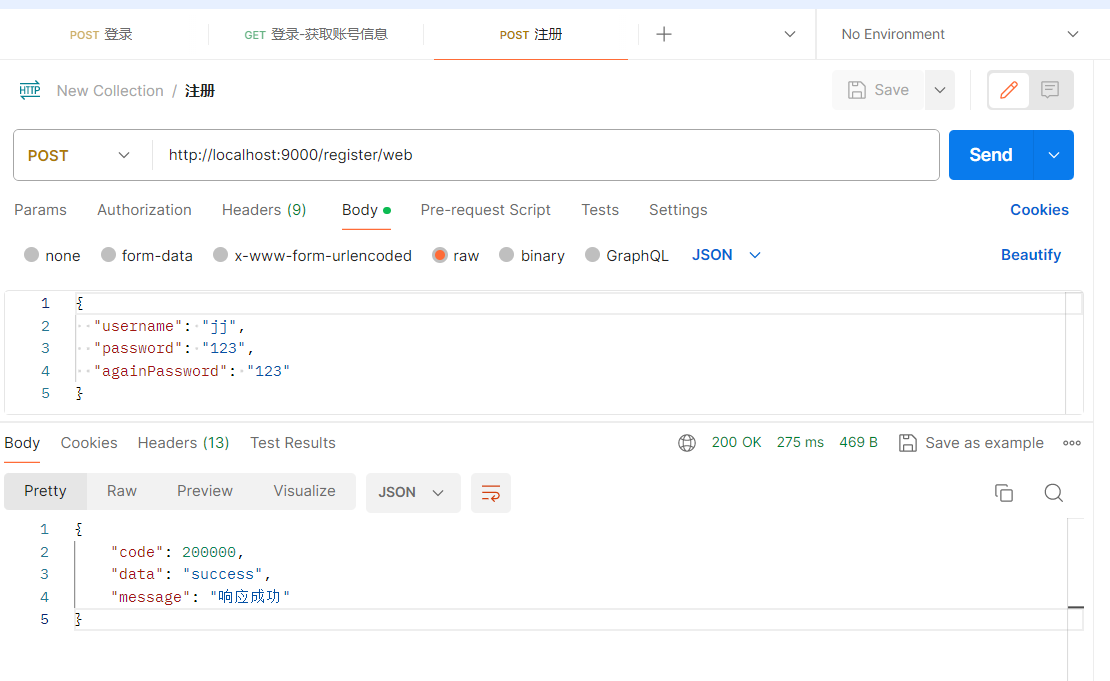 POST 登录 GET 登录-获取账号信息 POST 注册 No Environment
HTTP New Collection / 注册 Save
POST http://localhost:9000/register/web Send
Params Authorization Headers (9) Body Pre-request Script Tests Settings Cookies
none form-data x-www-form-urlencoded raw binary GraphQL JSON Beautify
1 {
2 "username": "jj",
3 "password": "123",
4 "againPassword": "123"
5 }
Body Cookies Headers (13) Test Results 200 OK 275 ms 469 B Save as example
Pretty Raw Preview Visualize JSON
1 {
2 "code": 200000,
3 "data": "success",
4 "message": "响应成功"
5 }